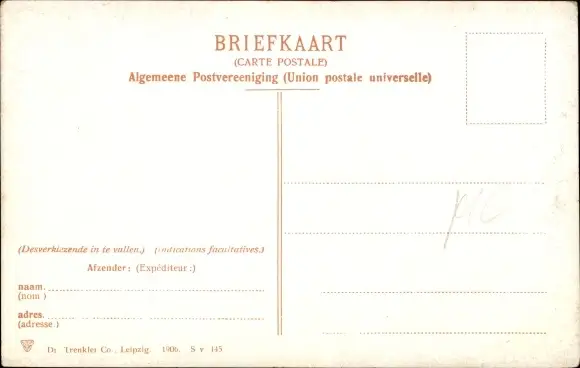 BRIEFKAART
(CARTE POSTALE)
Algemeene Postvereeniging (Union postale universelle)
(Desverkiezende in te vullen.) (Indications facultatives.)
Afzender: (Expéditeur:)
naam.
(nom)
adres.
(adresse)
Dr Trenkler Co., Leipzig. 1906. S v 145